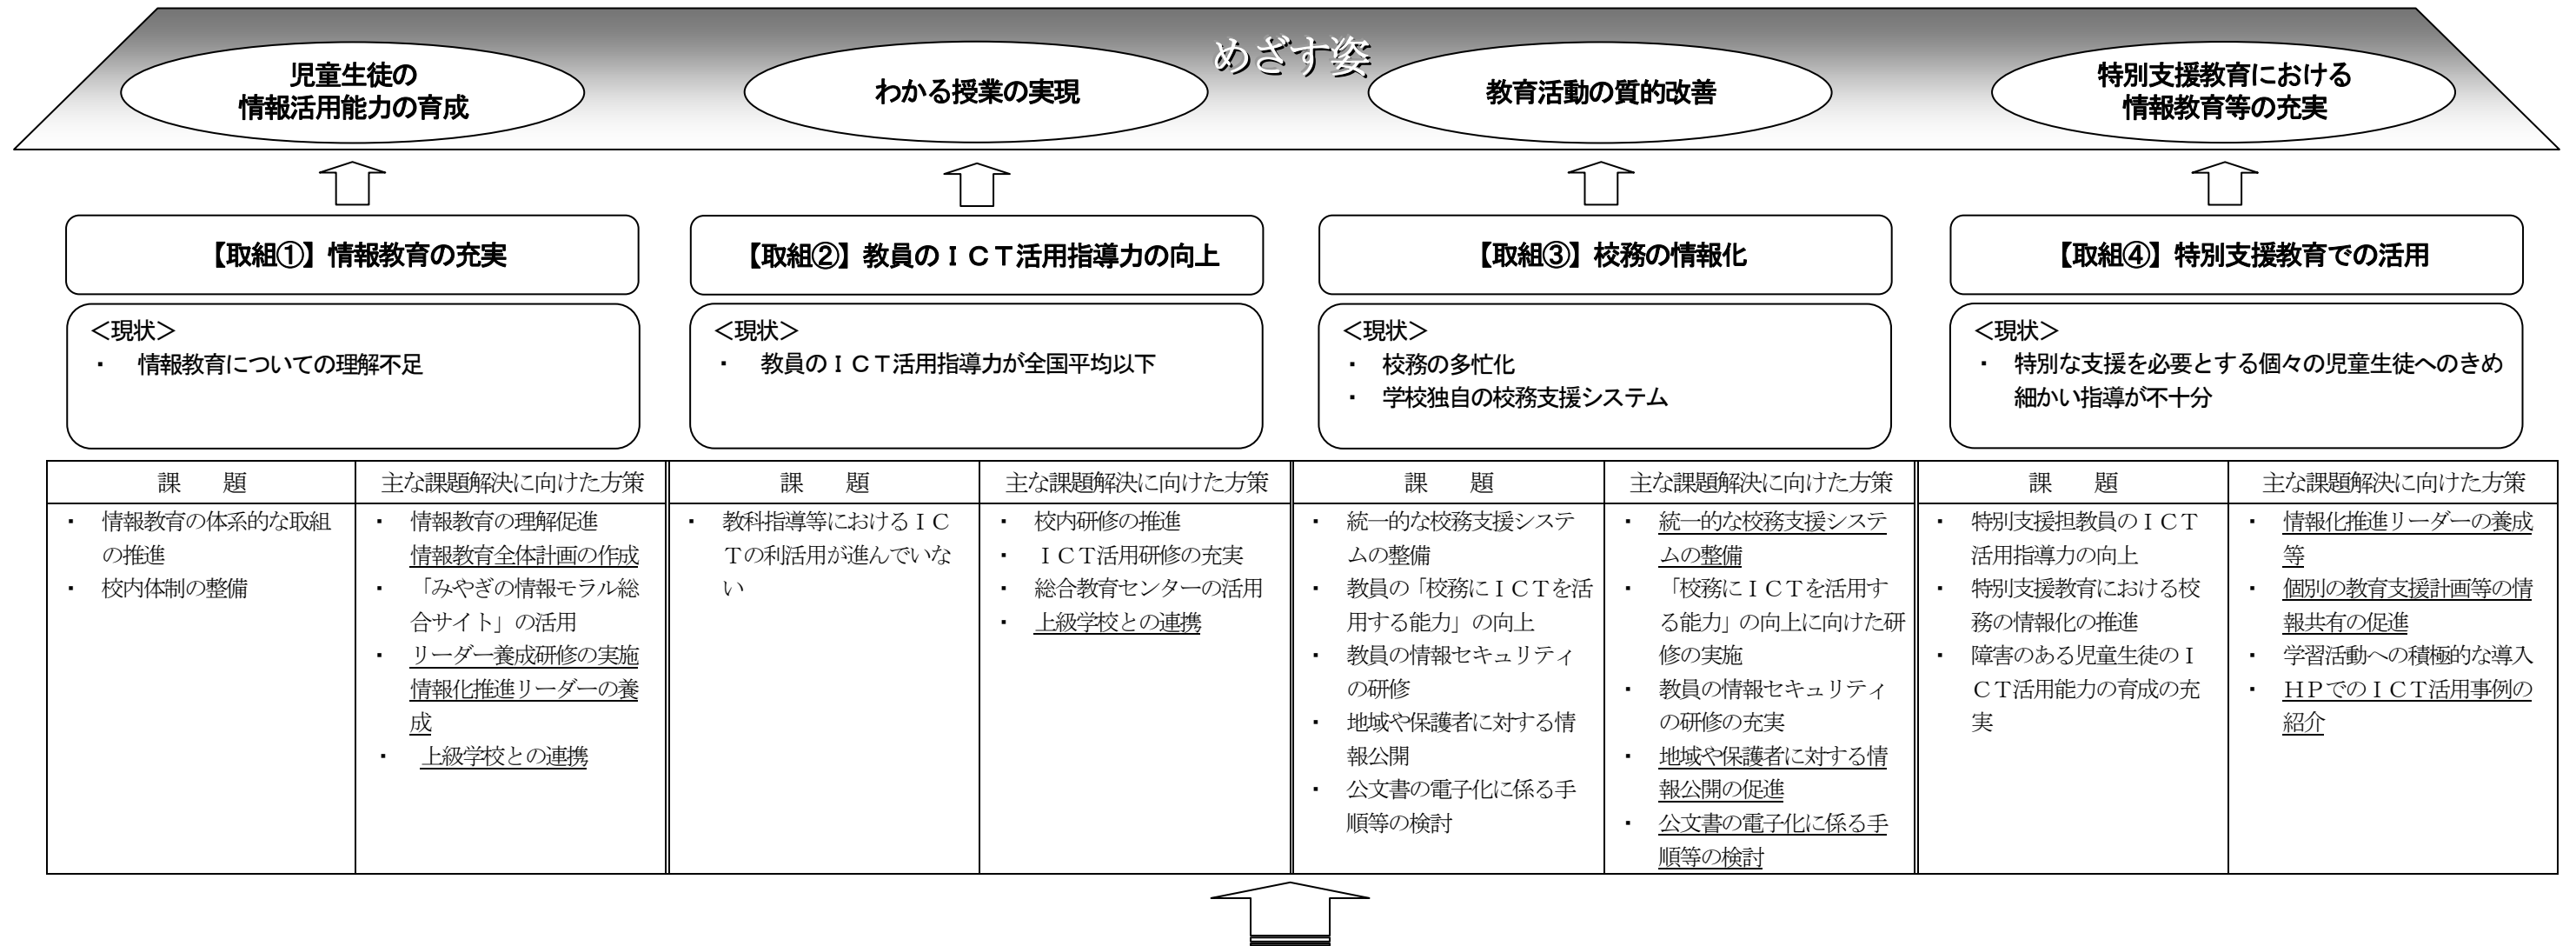 めざす姿
児童生徒の
情報活用能力の育成
わかる授業の実現
教育活動の質的改善
特別支援教育における
情報教育等の充実
【取組①】情報教育の充実
【取組②】教員のＩＣＴ活用指導力の向上
【取組③】校務の情報化
【取組④】特別支援教育での活用
＜現状＞
・ 情報教育についての理解不足
＜現状＞
・ 教員のＩＣＴ活用指導力が全国平均以下
＜現状＞
・ 校務の多忙化
・ 学校独自の校務支援システム
＜現状＞
・ 特別な支援を必要とする個々の児童生徒へのきめ
細かい指導が不十分
課　題
・ 情報教育の体系的な取組
の推進
・ 校内体制の整備
主な課題解決に向けた方策
・ 情報教育の理解促進
情報教育全体計画の作成
・ 「みやぎの情報モラル総
合サイト」の活用
・ リーダー養成研修の実施
情報化推進リーダーの養
成
・ 上級学校との連携
課　題
・ 教科指導等におけるＩＣ
Ｔの利活用が進んでいな
い
主な課題解決に向けた方策
・ 校内研修の推進
・ ＩＣＴ活用研修の充実
・ 総合教育センターの活用
・ 上級学校との連携
課　題
・ 統一的な校務支援システ
ムの整備
・ 教員の「校務にＩＣＴを活
用する能力」の向上
・ 教員の情報セキュリティ
の研修
・ 地域や保護者に対する情
報公開
・ 公文書の電子化に係る手
順等の検討
主な課題解決に向けた方策
・ 統一的な校務支援システ
ムの整備
・ 「校務にＩＣＴを活用す
る能力」の向上に向けた研
修の実施
・ 教員の情報セキュリティ
の研修の充実
・ 地域や保護者に対する情
報公開の促進
・ 公文書の電子化に係る手
順等の検討
課　題
・ 特別支援担教員のＩＣＴ
活用指導力の向上
・ 特別支援教育における校
務の情報化の推進
・ 障害のある児童生徒のＩ
ＣＴ活用能力の育成の充
実
主な課題解決に向けた方策
・ 情報化推進リーダーの養成
等
・ 個別の教育支援計画等の情
報共有の促進
・ 学習活動への積極的な導入
・ ＨＰでのＩＣＴ活用事例の
紹介